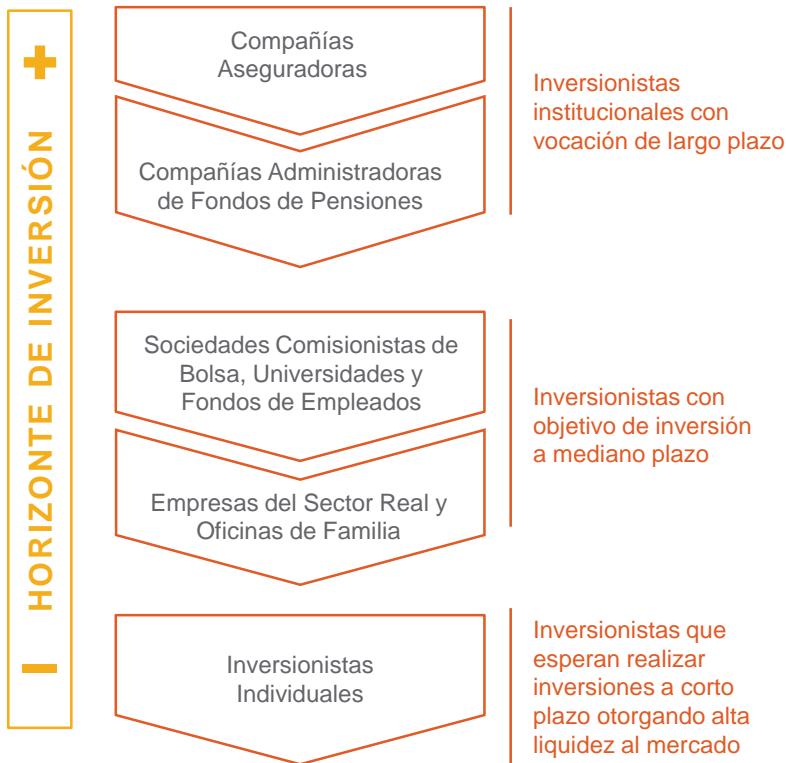 +
HORIZONTE DE INVERSIÓN
–
Compañías
Aseguradoras
Compañías Administradoras
de Fondos de Pensiones
Inversionistas
institucionales con
vocación de largo plazo
Sociedades Comisionistas de
Bolsa, Universidades y
Fondos de Empleados
Empresas del Sector Real y
Oficinas de Familia
Inversionistas con
objetivo de inversión
a mediano plazo
Inversionistas
Individuales
Inversionistas que
esperan realizar
inversiones a corto
plazo otorgando alta
liquidez al mercado